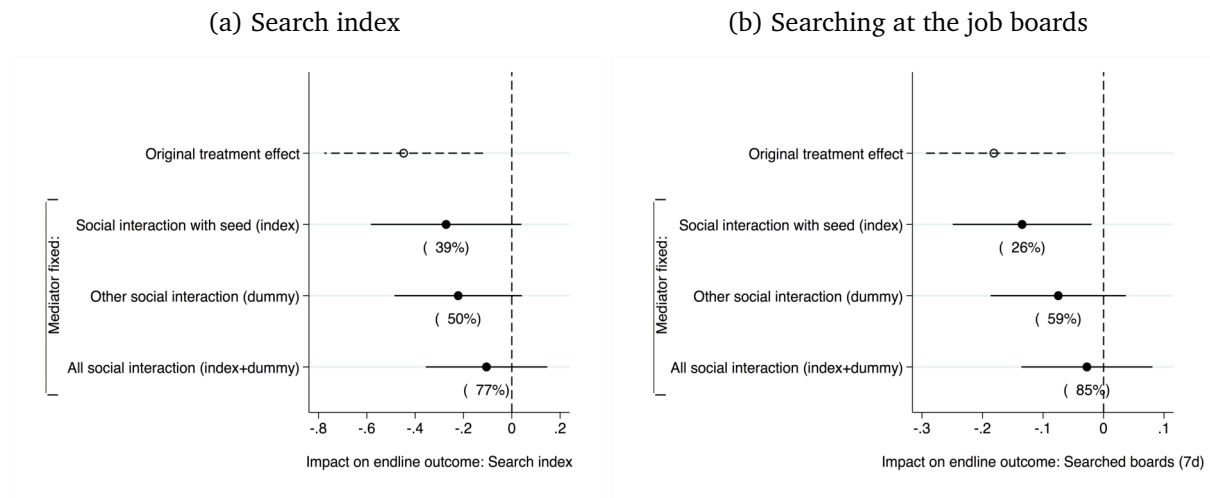 (a) Search index
Original treatment effect
Mediator fixed:
Social interaction with seed (index)
( 39%)
Other social interaction (dummy)
( 50%)
All social interaction (index+dummy)
( 77%)
-.8 -.6 -.4 -.2 0 .2
Impact on endline outcome: Search index
(b) Searching at the job boards
Original treatment effect
Mediator fixed:
Social interaction with seed (index)
( 26%)
Other social interaction (dummy)
( 59%)
All social interaction (index+dummy)
( 85%)
-.3 -.2 -.1 0 .1
Impact on endline outcome: Searched boards (7d)